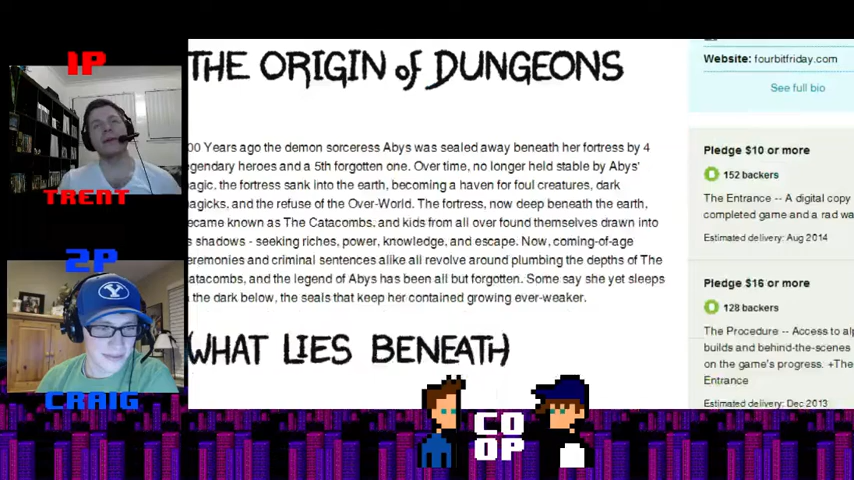 1P
TRENT
2P
CRAIG
THE ORIGIN of DUNGEONS
00 Years ago the demon sorceress Abys was sealed away beneath her fortress by 4
egendary heroes and a 5th forgotten one. Over time, no longer held stable by Abys'
agic, the fortress sank into the earth, becoming a haven for foul creatures, dark
agicks, and the refuse of the Over-World. The fortress, now deep beneath the earth,
ecame known as The Catacombs, and kids from all over found themselves drawn into
s shadows - seeking riches, power, knowledge, and escape. Now, coming-of-age
eremonies and criminal sentences alike all revolve around plumbing the depths of The
atacombs, and the legend of Abys has been all but forgotten. Some say she yet sleeps
the dark below, the seals that keep her contained growing ever-weaker.
WHAT LIES BENEATH
Website: fourbitfriday.com
See full bio
Pledge $10 or more
152 backers
The Entrance -- A digital copy
completed game and a rad wa
Estimated delivery: Aug 2014
Pledge $16 or more
128 backers
The Procedure -- Access to alp
builds and behind-the-scenes
on the game's progress. +The
Entrance
Estimated delivery: Dec 2013
CO
OP